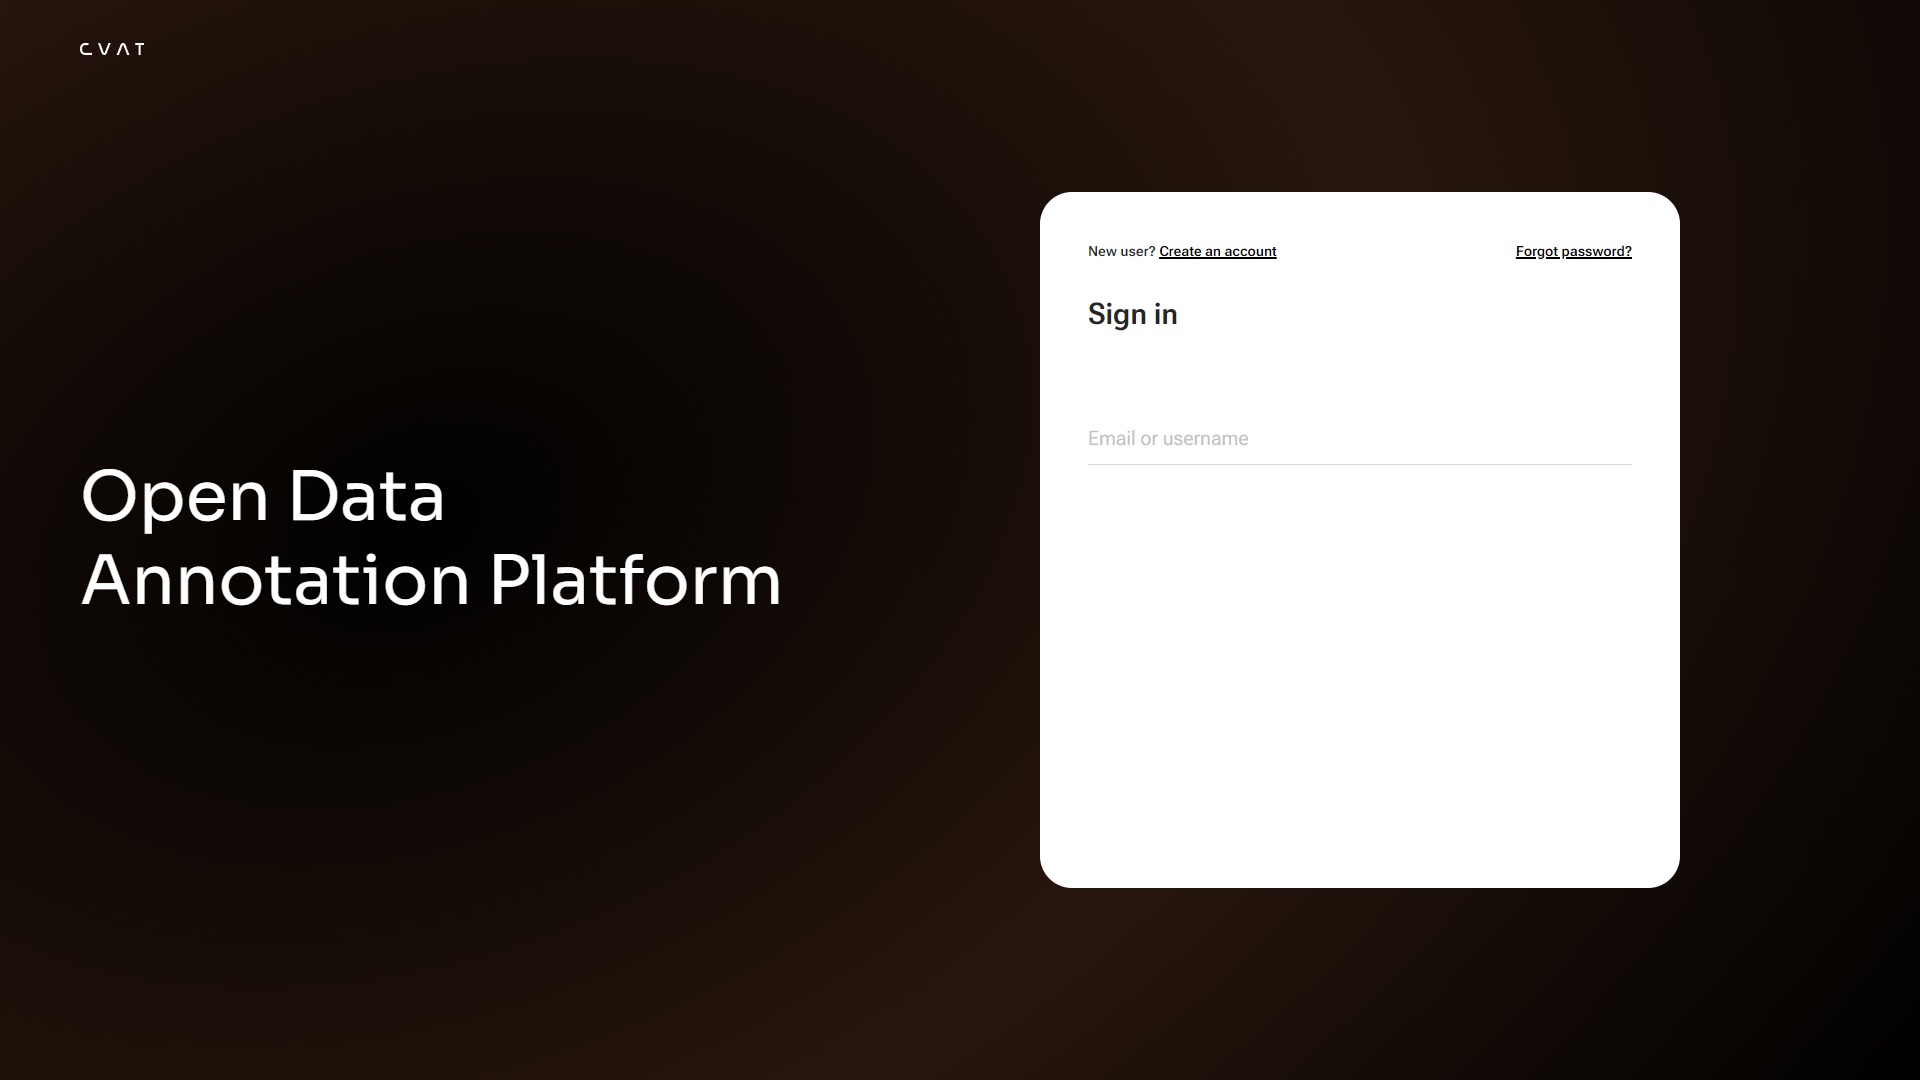 CVAT
New user? Create an account
Forgot password?
Sign in
Email or username
Open Data
Annotation Platform